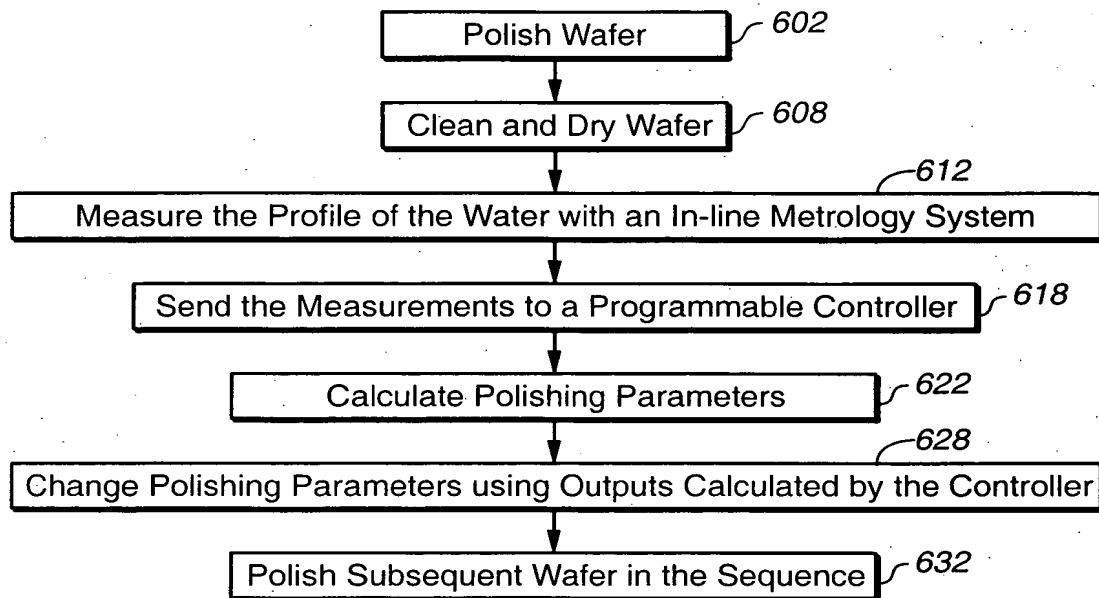 Polish Wafer 602
Clean and Dry Wafer 608
612
Measure the Profile of the Water with an In-line Metrology System
Send the Measurements to a Programmable Controller 618
Calculate Polishing Parameters 622
628
Change Polishing Parameters using Outputs Calculated by the Controller
Polish Subsequent Wafer in the Sequence 632